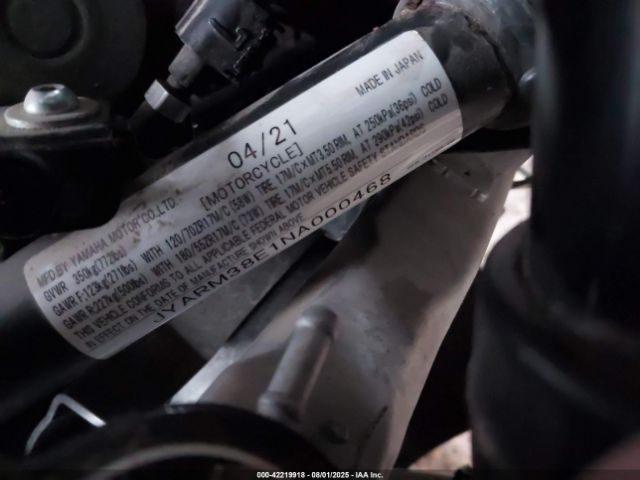 MFD.BY YAMAHA MOTOR CO.,LTD.
04/21
MADE IN JAPAN
[MOTORCYCLE]
GVWR 350kg(772lbs)
GAWR F:123kg(271lbs) WITH 120/70ZR17M/C (58W) TIRE, 17M/C×MT3.50 RIM, AT 250kPa(36psi) COLD
GAWR R:227kg(500lbs) WITH 180/55ZR17M/C (73W) TIRE, 17M/C×MT5.50 RIM, AT 290kPa(42psi) COLD
THIS VEHICLE CONFORMS TO ALL APPLICABLE FEDERAL MOTOR VEHICLE SAFETY STANDARDS
IN EFFECT ON THE DATE OF MANUFACTURE SHOWN ABOVE.
JYARM38E1NA000468
000-42219918 - 08/01/2025 - IAA Inc.